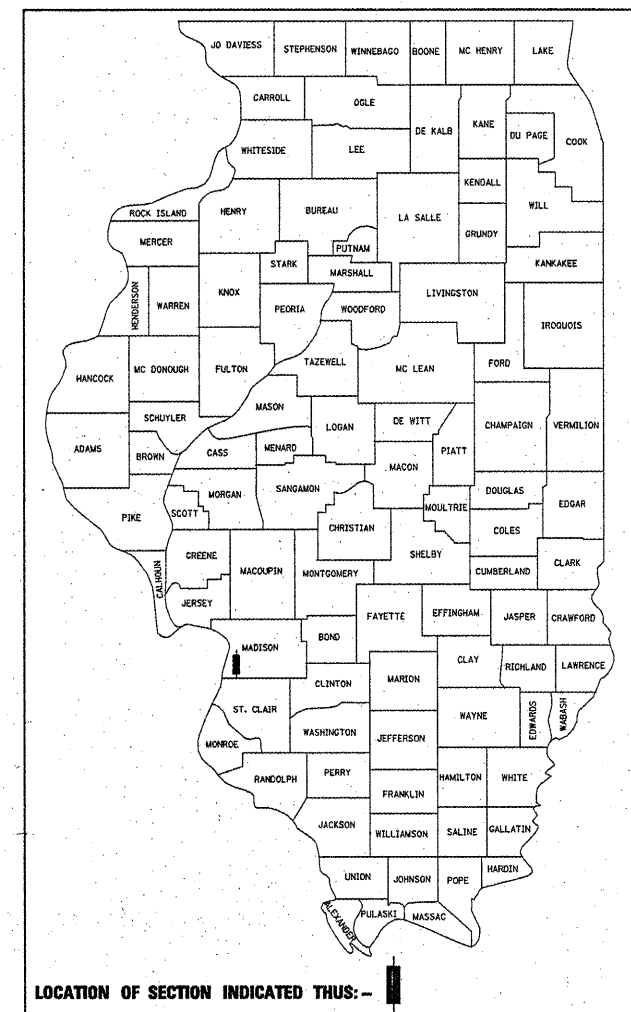 JO DAVIESS
STEPHENSON
WINNEBAGO
BOONE
MC HENRY
LAKE
CARROLL
OGLE
DE KALB
KANE
DU PAGE
COOK
WHITESIDE
LEE
KENDALL
ROCK ISLAND
HENRY
BUREAU
LA SALLE
WILL
MERCER
PUTNAM
GRUNDY
STARK
MARSHALL
KANKAKEE
HENDERSON
WARREN
KNOX
PEORIA
WOODFORD
LIVINGSTON
IROQUOIS
HANCOCK
MC DONOUGH
FULTON
TAZEWELL
MC LEAN
FORD
SCHUYLER
MASON
LOGAN
DE WITT
CHAMPAIGN
VERMILION
ADAMS
BROWN
CASS
MENARD
MACON
PIATT
PIKE
SCOTT
MORGAN
SANGAMON
CHRISTIAN
MOULTRIE
DOUGLAS
EDGAR
COLES
CALHOUN
GREENE
MACOUPIN
MONTGOMERY
SHELBY
CUMBERLAND
CLARK
JERSEY
FAYETTE
EFFINGHAM
JASPER
CRAWFORD
MADISON
BOND
CLAY
RICHLAND
LAWRENCE
CLINTON
MARION
ST. CLAIR
WAYNE
EDWARDS
WABASH
MONROE
WASHINGTON
JEFFERSON
RANDOLPH
PERRY
HAMILTON
WHITE
FRANKLIN
JACKSON
WILLIAMSON
SALINE
GALLATIN
UNION
JOHNSON
POPE
HARDIN
ALEXANDER
PULASKI
MASSAC
LOCATION OF SECTION INDICATED THUS:-